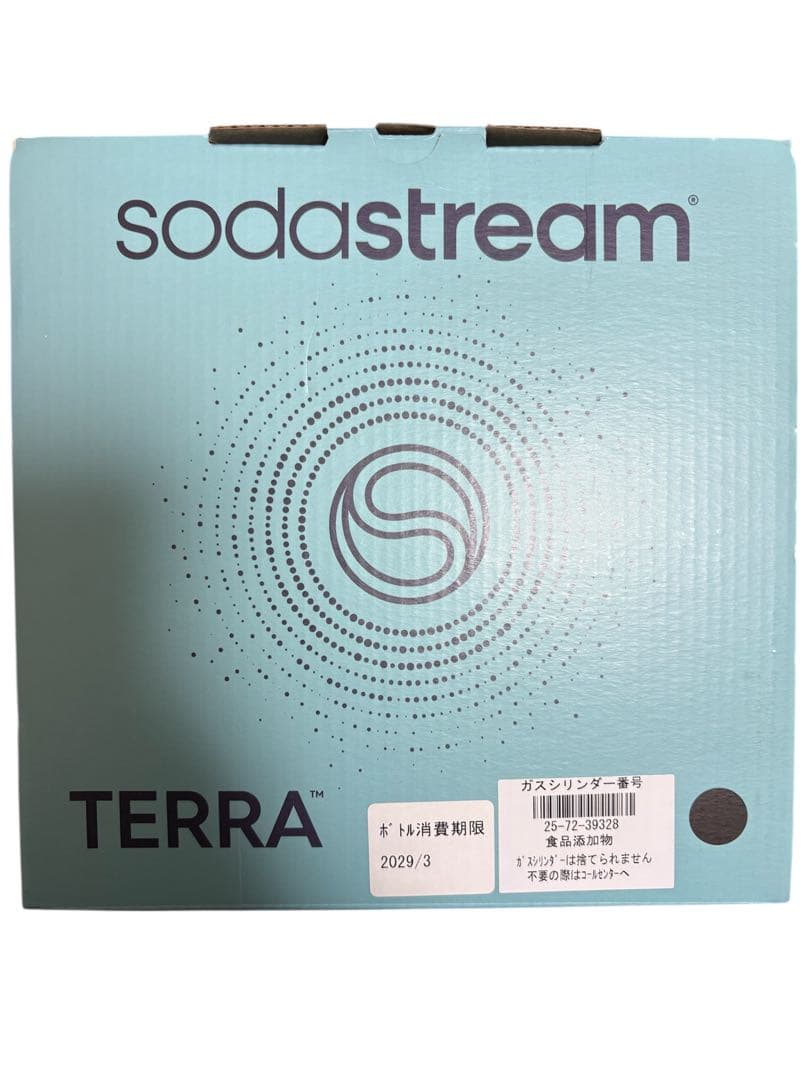 sodastream®
TERRA™
ﾎﾞﾄﾙ消費期限
2029/3
ガスシリンダー番号
25-72-39328
食品添加物
ｶﾞｽｼﾘﾝﾀﾞｰは捨てられません
不要の際はｺｰﾙｾﾝﾀｰへ